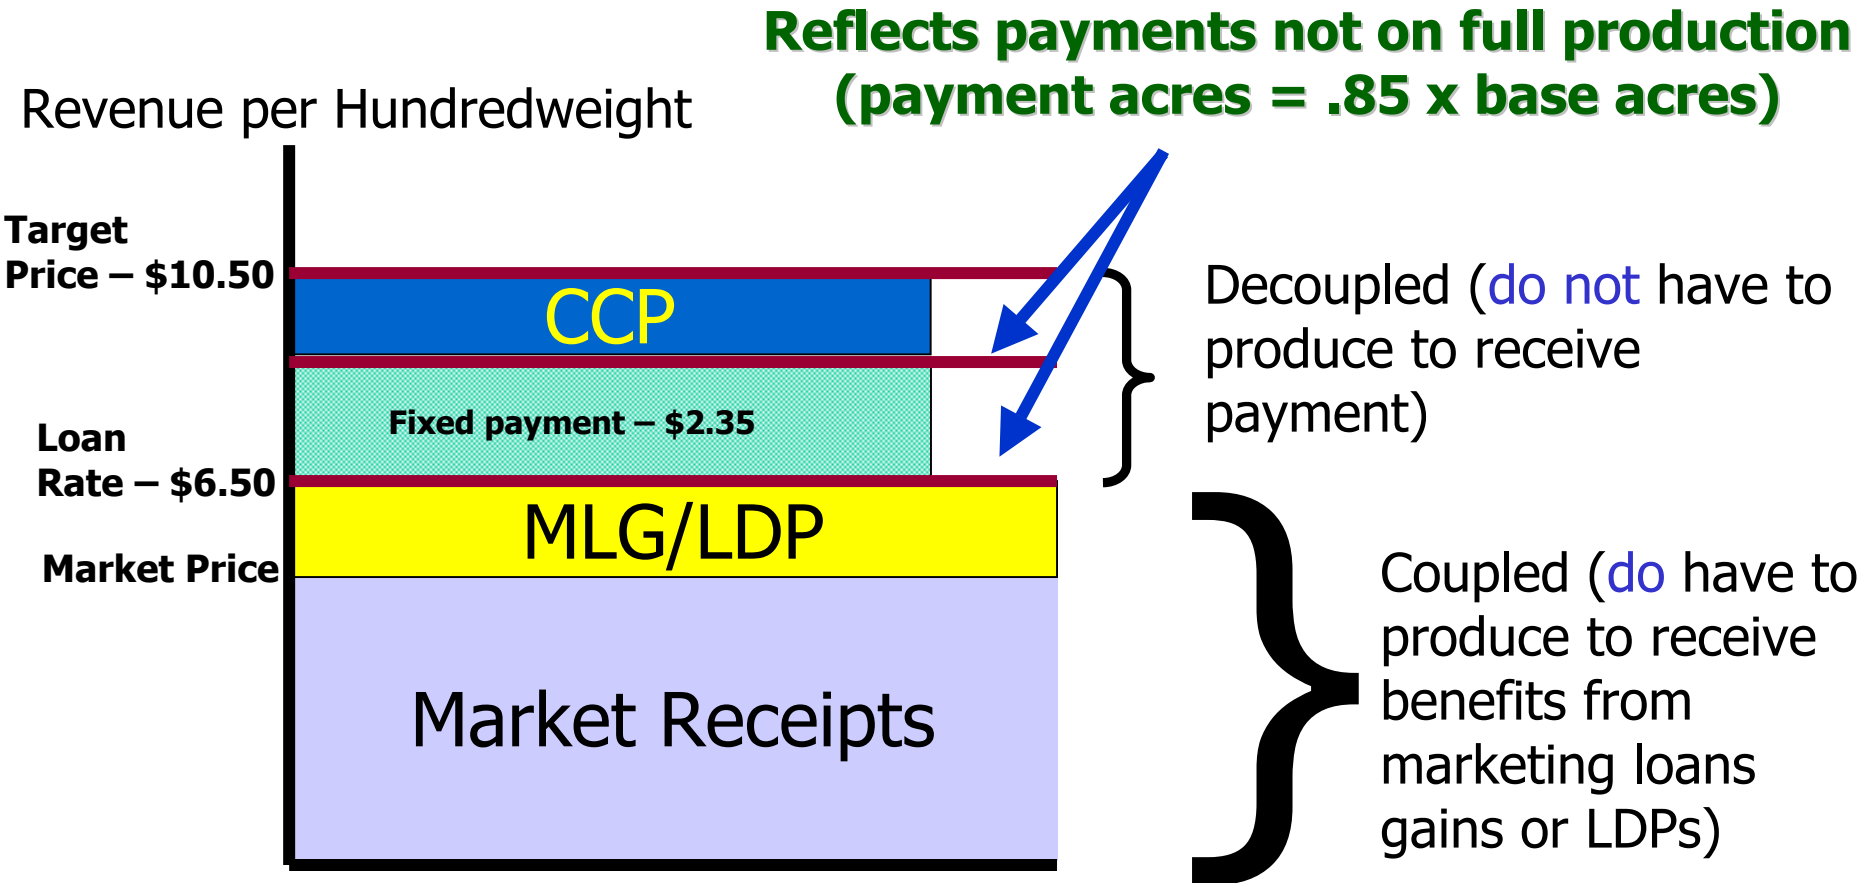 Reflects payments not on full production
(payment acres = .85 x base acres)
Revenue per Hundredweight
Target
Price – $10.50
CCP
Decoupled (do not have to
produce to receive
payment)
Fixed payment – $2.35
Loan
Rate – $6.50
MLG/LDP
Market Price
Coupled (do have to
produce to receive
benefits from
marketing loans
gains or LDPs)
Market Receipts